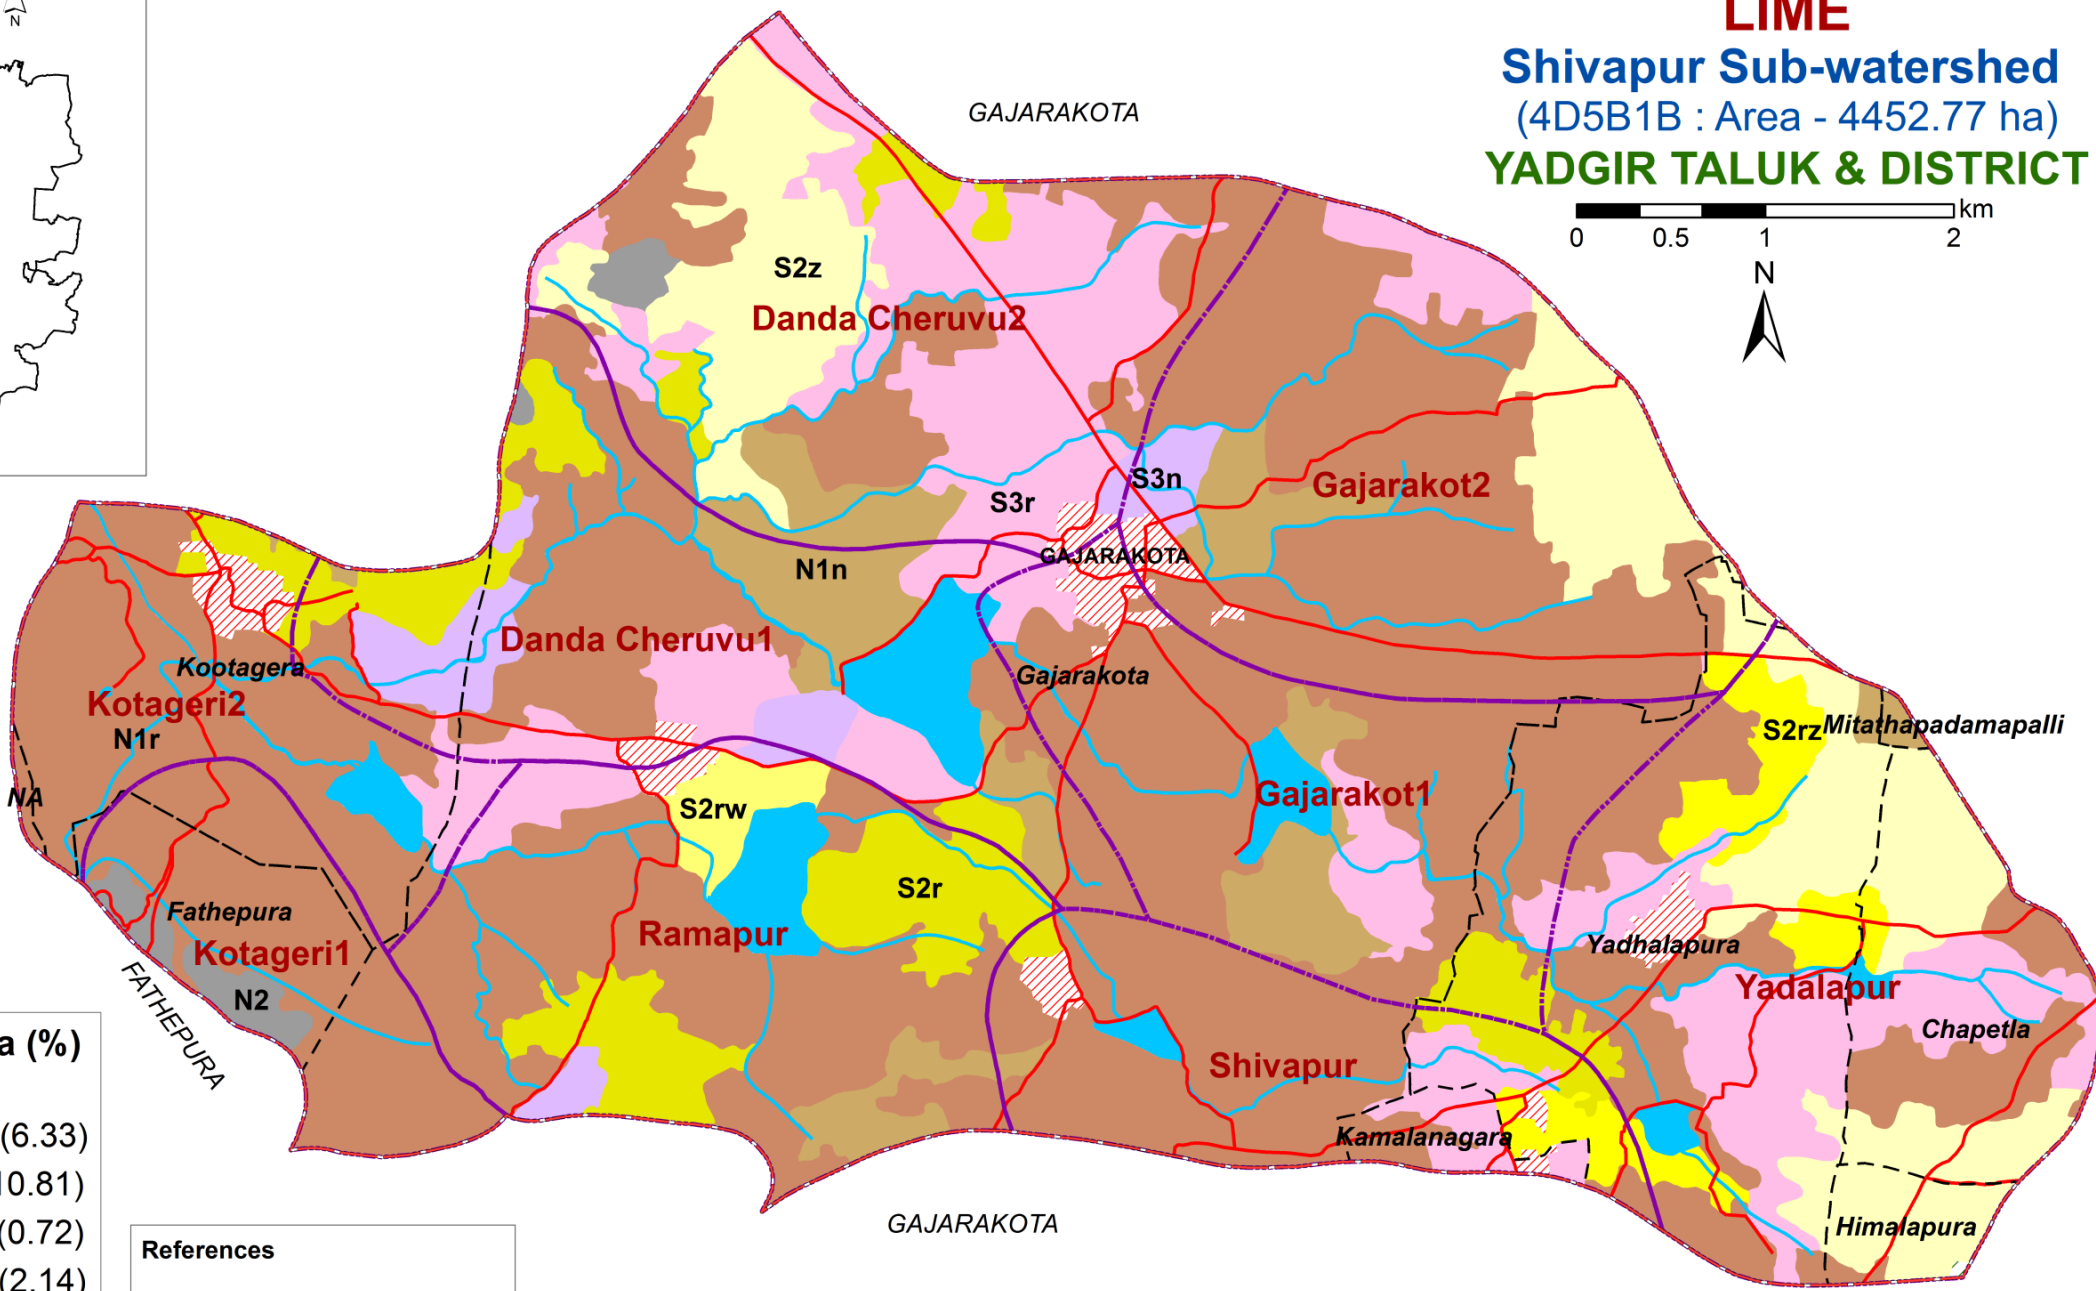 N
LIME
Shivapur Sub-watershed
(4D5B1B : Area - 4452.77 ha)
YADGIR TALUK & DISTRICT
km
0 0.5 1 2
N
GAJARAKOTA
S2z
Danda Cheruvu2
S3n
Gajarakot2
S3r
GAJARAKOTA
N1n
Danda Cheruvu1
Kootagera
Gajarakota
Kotageri2
N1r
S2rz
Mitathapadamapalli
NA
Gajarakot1
S2rw
S2r
Fathepura
Ramapur
Kotageri1
Yadhalapura
Yadalapur
N2
FATHEPURA
Chapetla
Shivapur
Kamalanagara
GAJARAKOTA
Himalapura
a (%)
(6.33)
0.81)
(0.72)
(2.14)
References